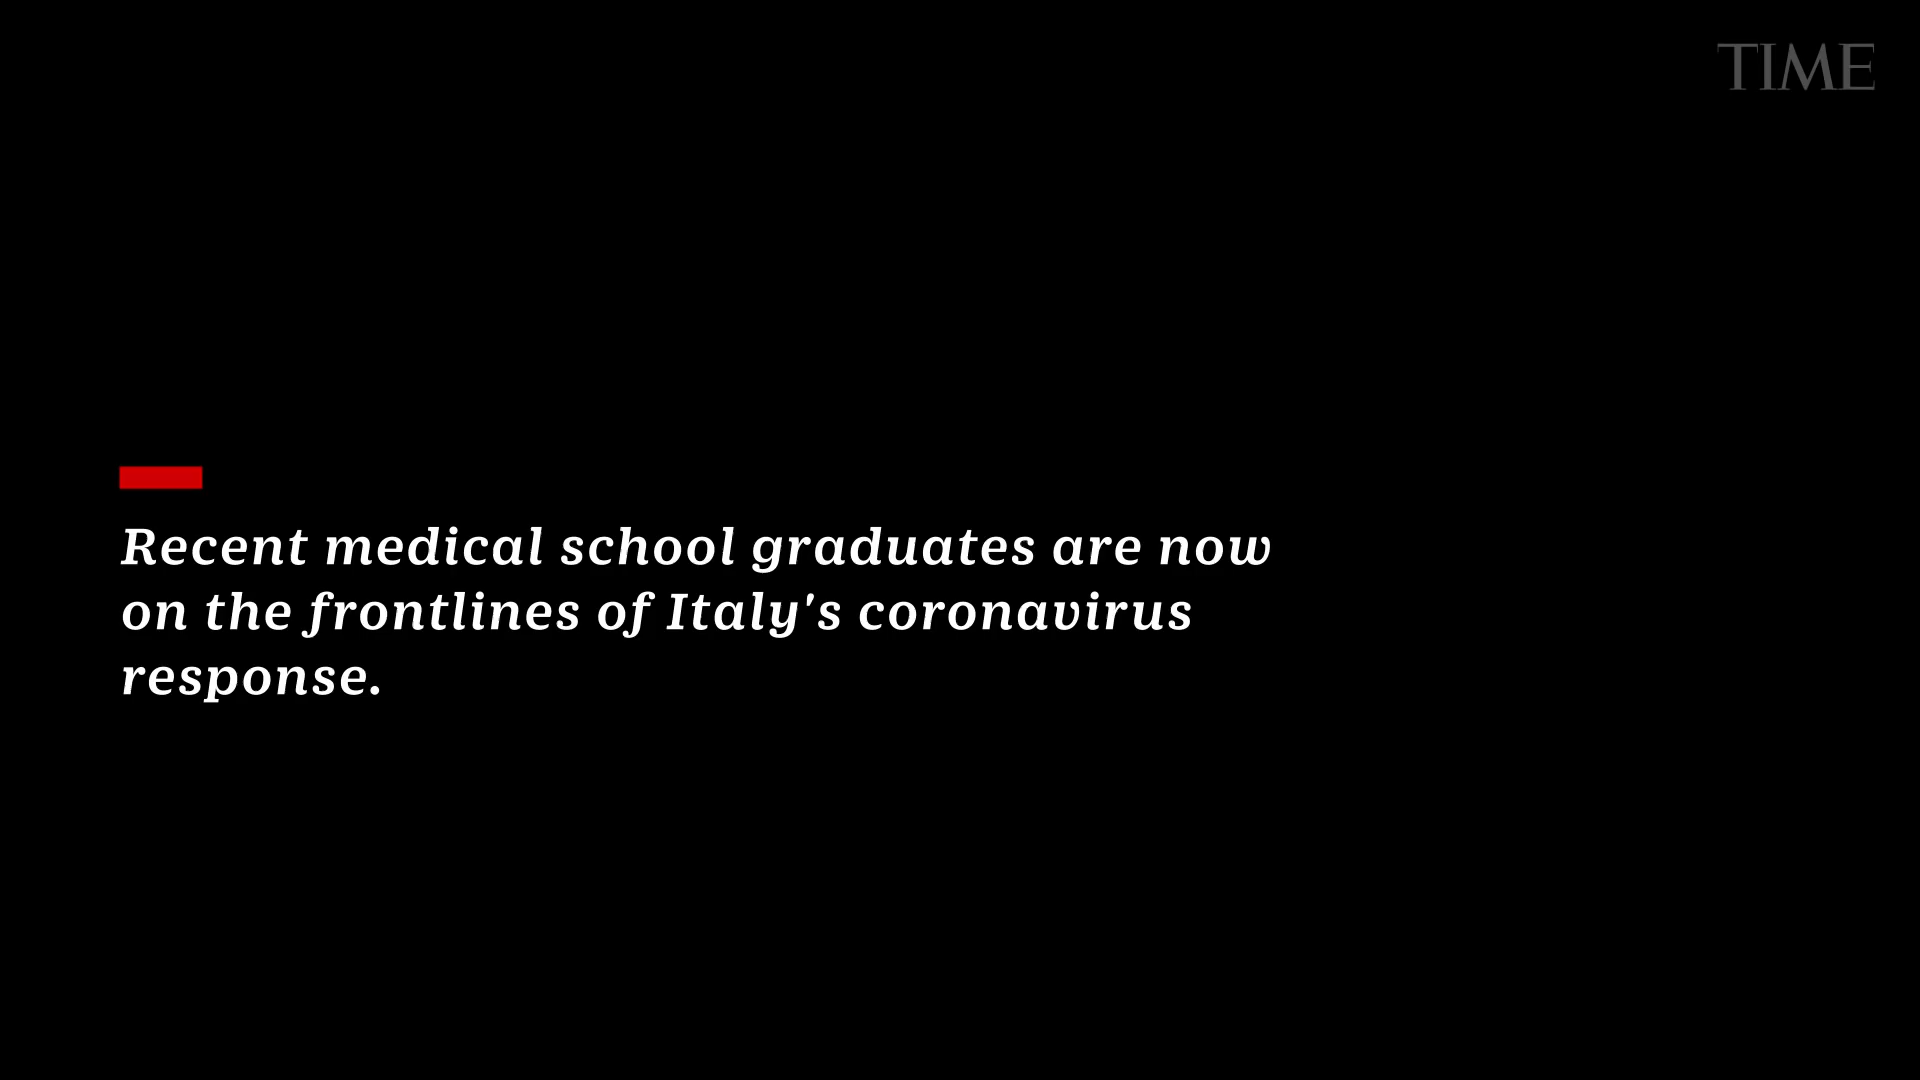 TIME
Recent medical school graduates are now
on the frontlines of Italy's coronavirus
response.